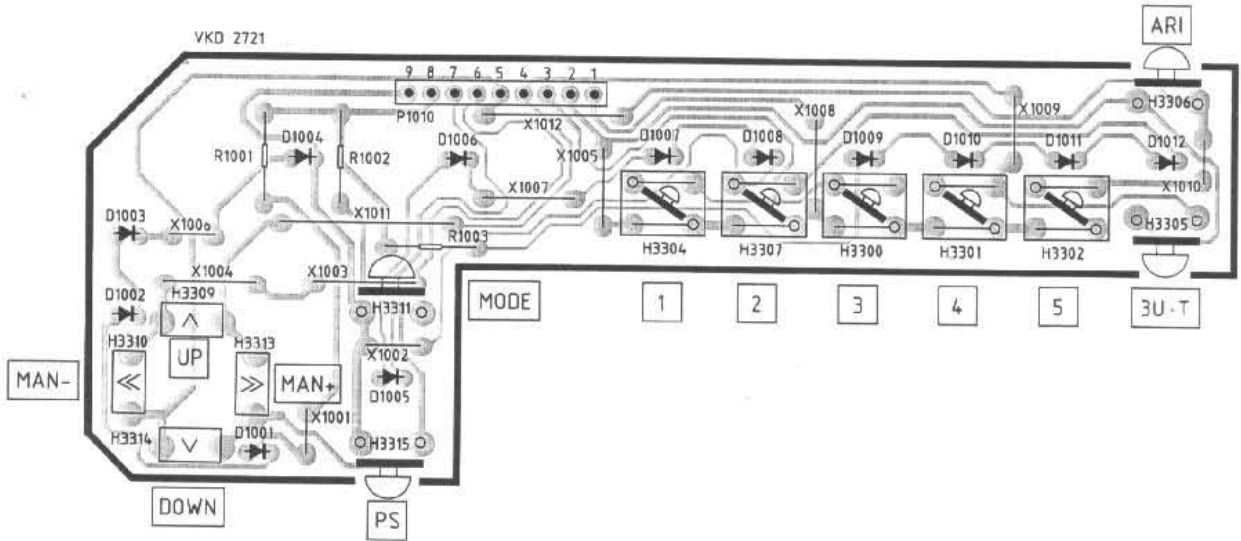 VKD 2721
ARI
9 8 7 6 5 4 3 2 1
P1010
X1012
X1008
X1009
H3306
D1004
D1006
D1007
D1008
D1009
D1010
D1011
D1012
R1001
R1002
X1005
X1007
X1010
D1003
X1006
X1011
R1003
H3304
H3307
H3300
H3301
H3302
H3305
X1004
X1003
D1002
H3309
H3311
MODE
1
2
3
4
5
3U·T
H3310
UP
H3313
X1002
MAN-
<<
>>
MAN+
D1005
X1001
H3314
D1001
H3315
DOWN
PS